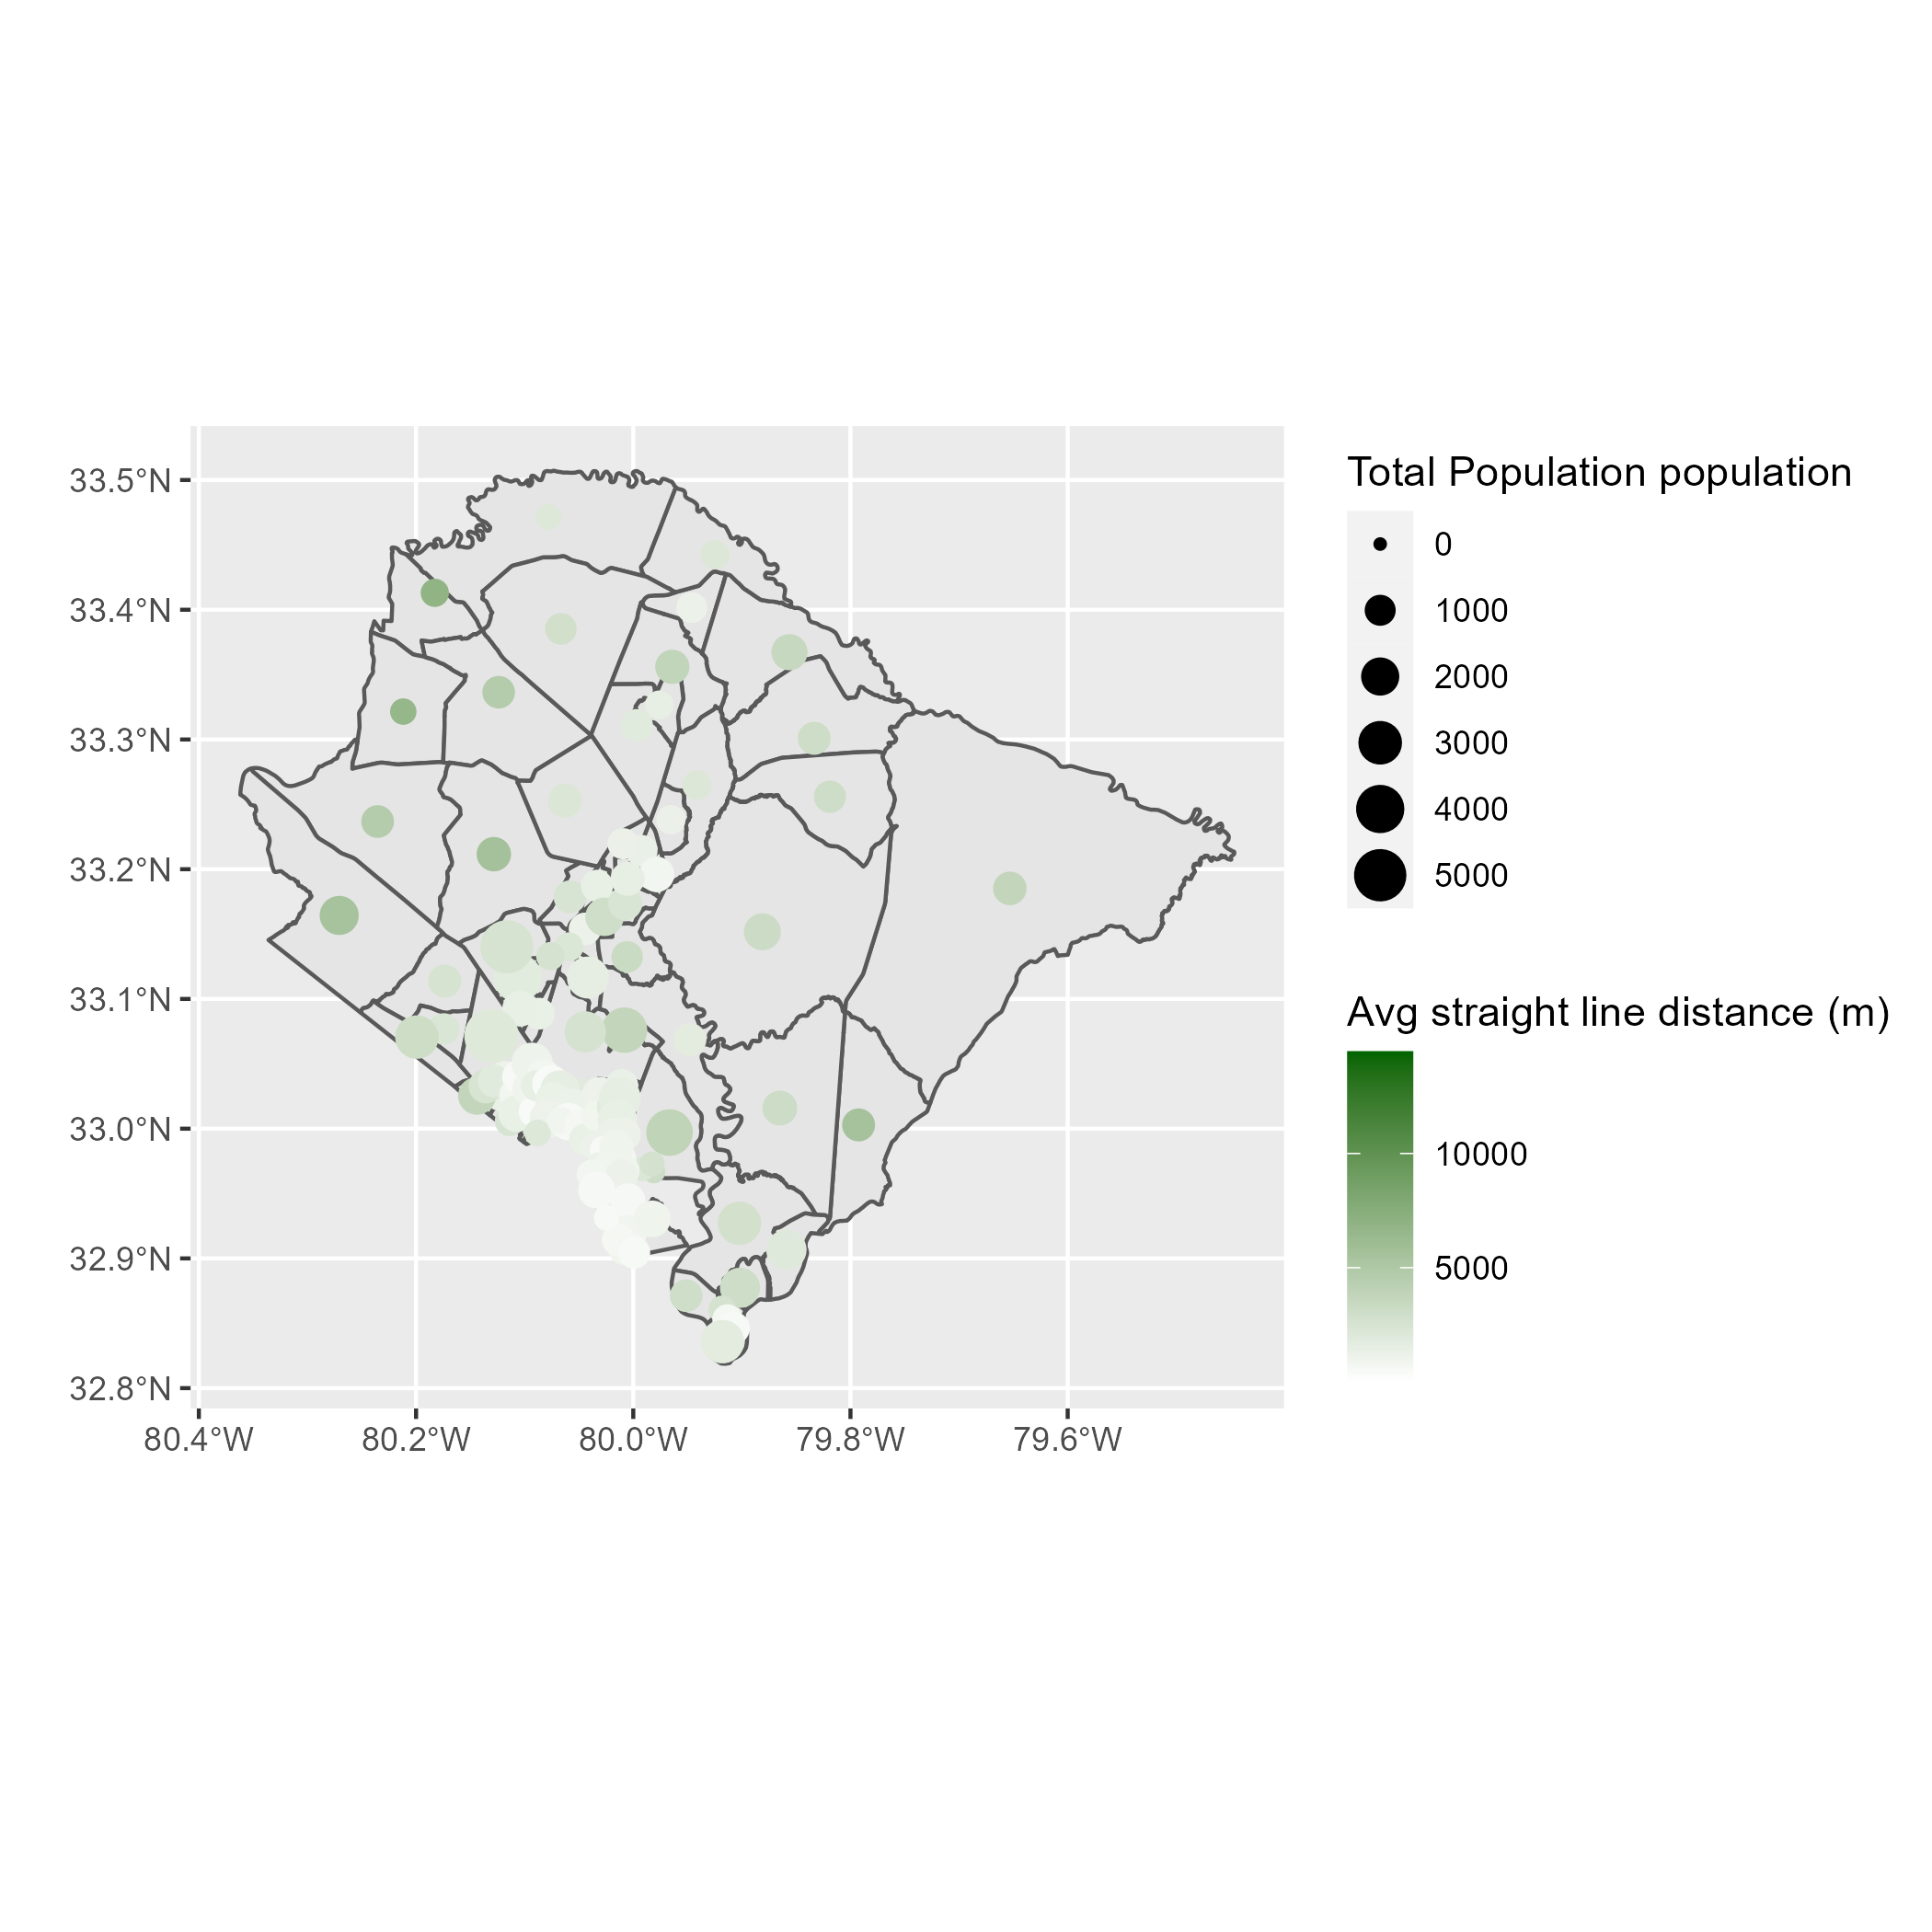 33.5°N
33.4°N
33.3°N
33.2°N
33.1°N
33.0°N
32.9°N
32.8°N
80.4°W
80.2°W
80.0°W
79.8°W
79.6°W
Total Population population
0
1000
2000
3000
4000
5000
Avg straight line distance (m)
10000
5000